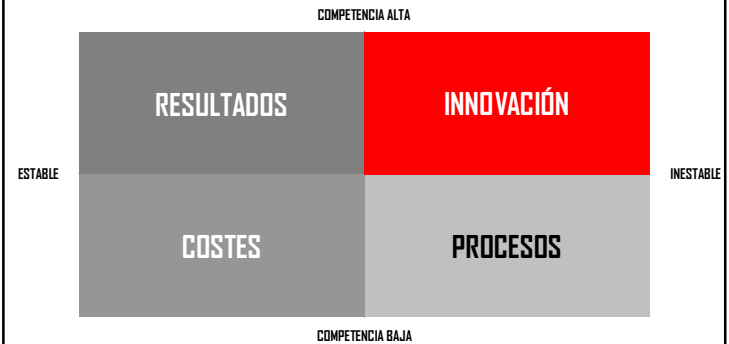 COMPETENCIA ALTA
RESULTADOS
INNOVACIÓN
ESTABLE
INESTABLE
COSTES
PROCESOS
COMPETENCIA BAJA